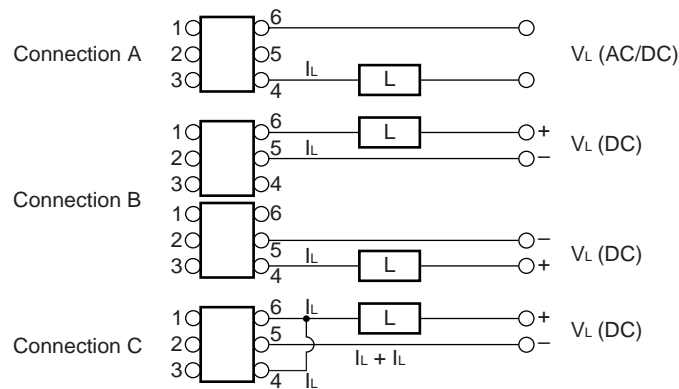 Connection A
1 6
2 5
3 4
IL L
VL (AC/DC)
Connection B
1 6 L + VL (DC)
2 5 IL −
3 4
1 6
2 5 − VL (DC)
3 4 IL L +
Connection C
1 6 IL L + VL (DC)
2 5 IL + IL −
3 4 IL